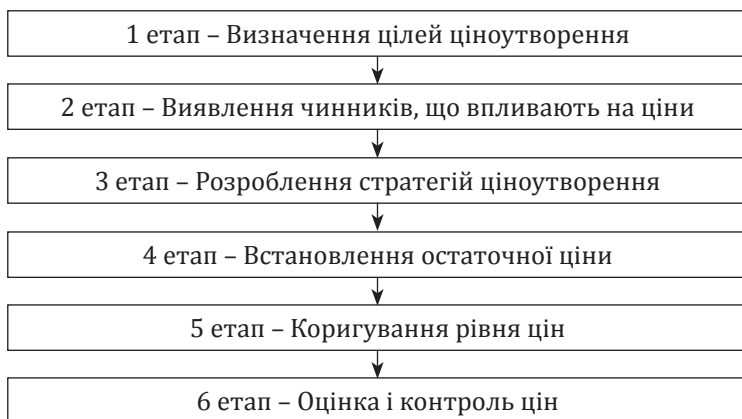 1 етап – Визначення цілей ціноутворення
2 етап – Виявлення чинників, що впливають на ціни
3 етап – Розроблення стратегій ціноутворення
4 етап – Встановлення остаточної ціни
5 етап – Коригування рівня цін
6 етап – Оцінка і контроль цін